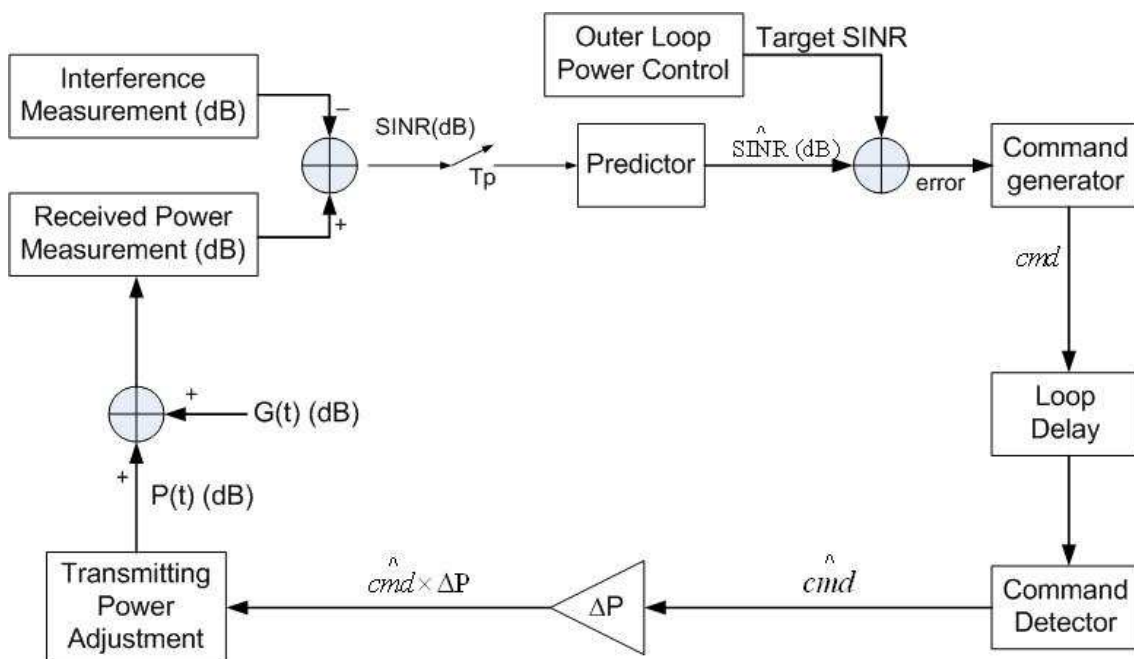 Interference
Measurement (dB)
Outer Loop
Power Control
Target SINR
−
SINR(dB)
Tp
Predictor
^
SINR (dB)
error
Command
generator
Received Power
Measurement (dB)
+
cmd
+
G(t) (dB)
Loop
Delay
+
P(t) (dB)
Transmitting
Power
Adjustment
^
cmd × ΔP
ΔP
^
cmd
Command
Detector